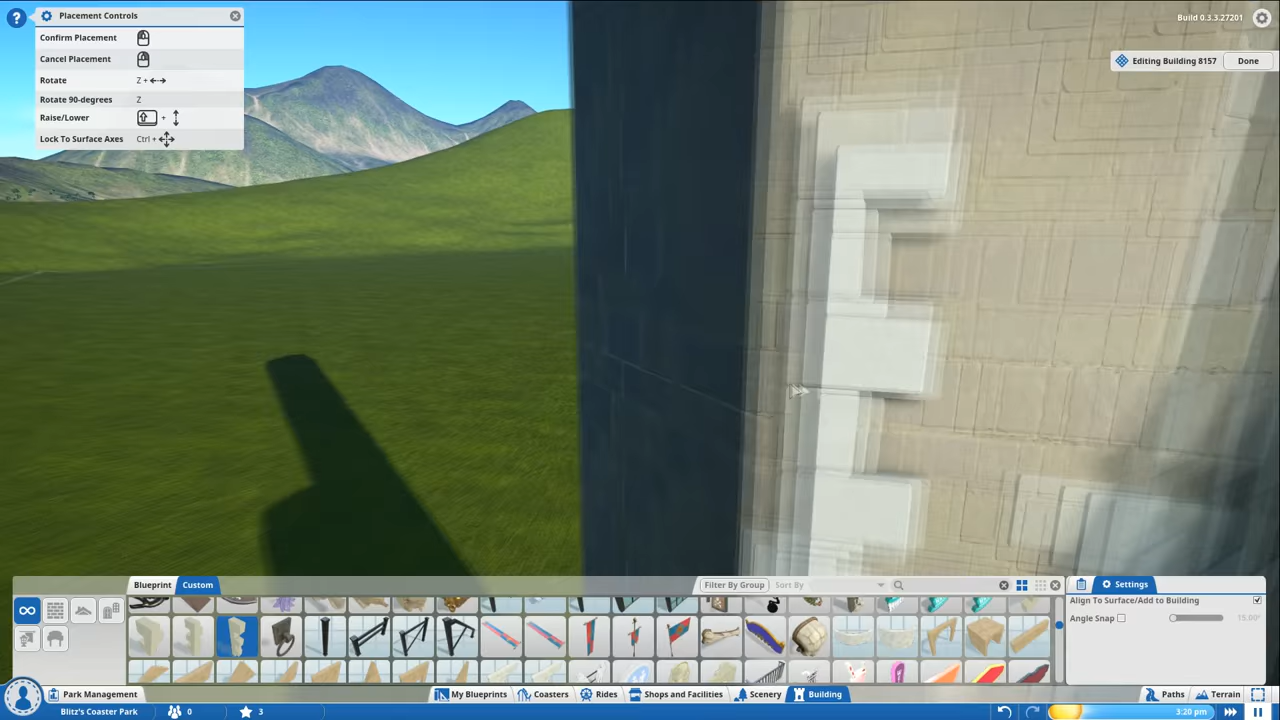 Placement Controls
Confirm Placement
Cancel Placement
Rotate Z +
Rotate 90-degrees Z
Raise/Lower +
Lock To Surface Axes Ctrl +
Build 0.3.3.27201
Editing Building 8157 Done
Blueprint Custom
Filter By Group Sort By
Settings
Align To Surface/Add to Building
Angle Snap 15.00°
Park Management
My Blueprints Coasters Rides Shops and Facilities Scenery Building
Paths Terrain
Blitz's Coaster Park 0 3
3:20 pm